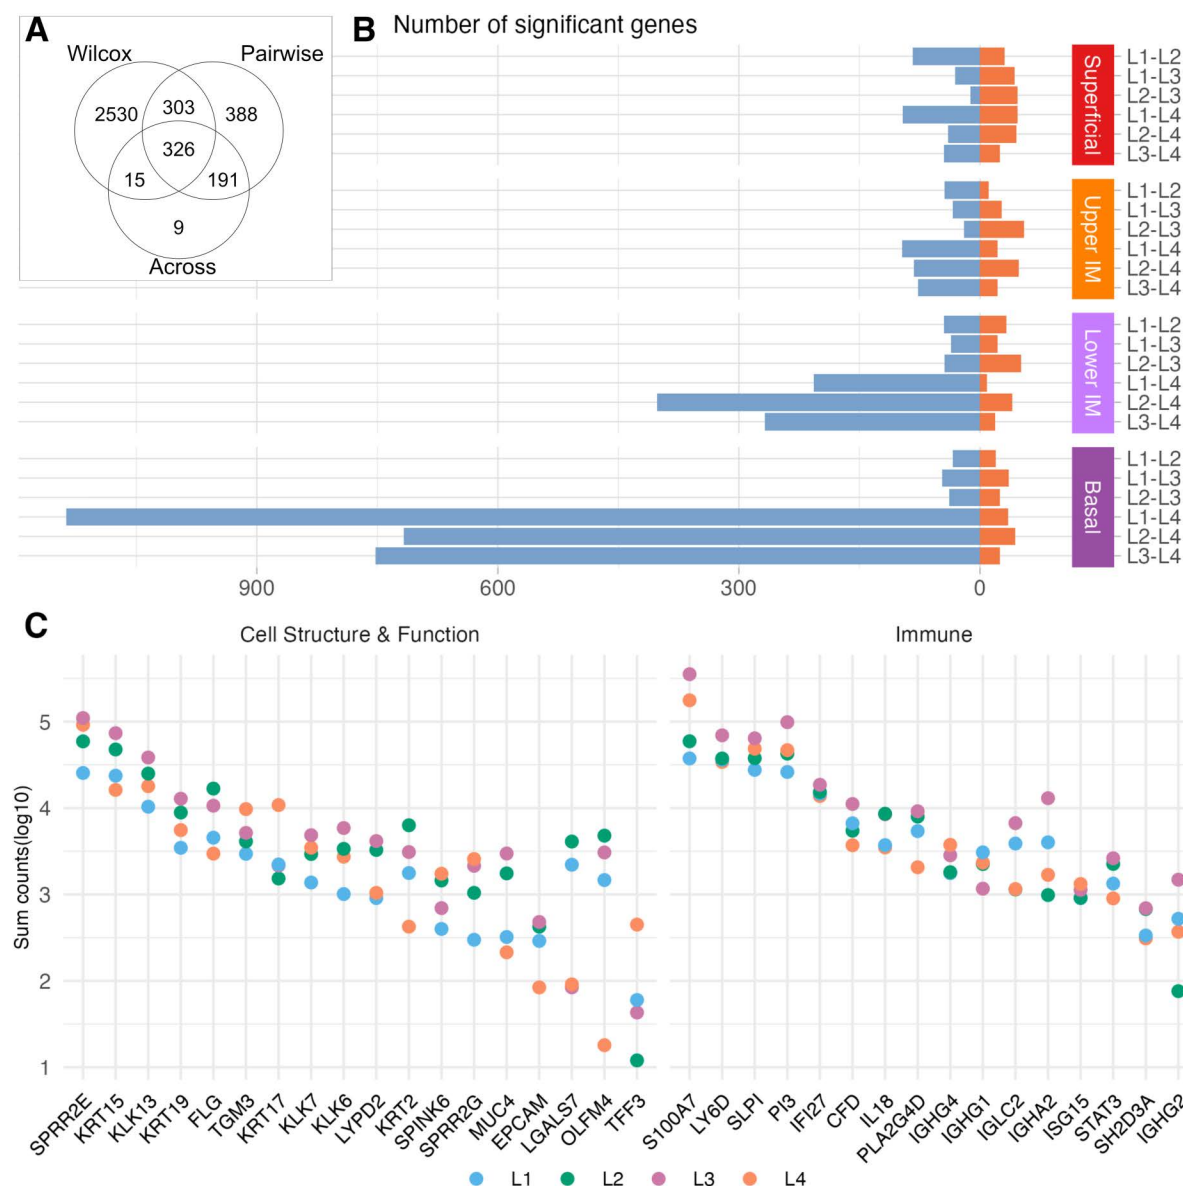 A
B Number of significant genes
Wilcox Pairwise
2530 303 388
326
15 191
9
Across
Superficial
L1-L2
L1-L3
L2-L3
L1-L4
L2-L4
L3-L4
Upper IM
L1-L2
L1-L3
L2-L3
L1-L4
L2-L4
L3-L4
Lower IM
L1-L2
L1-L3
L2-L3
L1-L4
L2-L4
L3-L4
Basal
L1-L2
L1-L3
L2-L3
L1-L4
L2-L4
L3-L4
900 600 300 0
C
Cell Structure & Function Immune
Sum counts(log10)
5
4
3
2
1
SPRR2E KRT15 KLK13 KRT19 FLG TGM3 KRT17 KLK7 KLK6 LYPD2 KRT2 SPINK6 SPRR2G MUC4 EPCAM LGALS7 OLFM4 TFF3
S100A7 LY6D SLPI PI3 IFI27 CFD IL18 PLA2G4D IGHG4 IGHG1 IGLC2 IGHA2 ISG15 STAT3 SH2D3A IGHG2
L1 L2 L3 L4